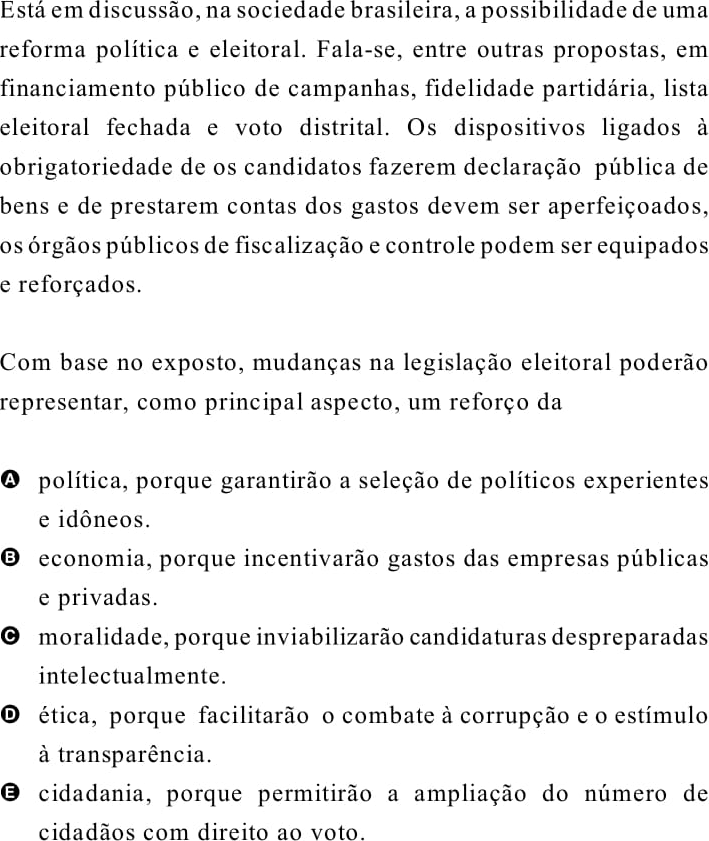 Está em discussão, na sociedade brasileira, a possibilidade de uma
reforma política e eleitoral. Fala-se, entre outras propostas, em
financiamento público de campanhas, fidelidade partidária, lista
eleitoral fechada e voto distrital. Os dispositivos ligados à
obrigatoriedade de os candidatos fazerem declaração pública de
bens e de prestarem contas dos gastos devem ser aperfeiçoados,
os órgãos públicos de fiscalização e controle podem ser equipados
e reforçados.
Com base no exposto, mudanças na legislação eleitoral poderão
representar, como principal aspecto, um reforço da
A política, porque garantirão a seleção de políticos experientes
e idôneos.
B economia, porque incentivarão gastos das empresas públicas
e privadas.
C moralidade, porque inviabilizarão candidaturas despreparadas
intelectualmente.
D ética, porque facilitarão o combate à corrupção e o estímulo
à transparência.
E cidadania, porque permitirão a ampliação do número de
cidadãos com direito ao voto.